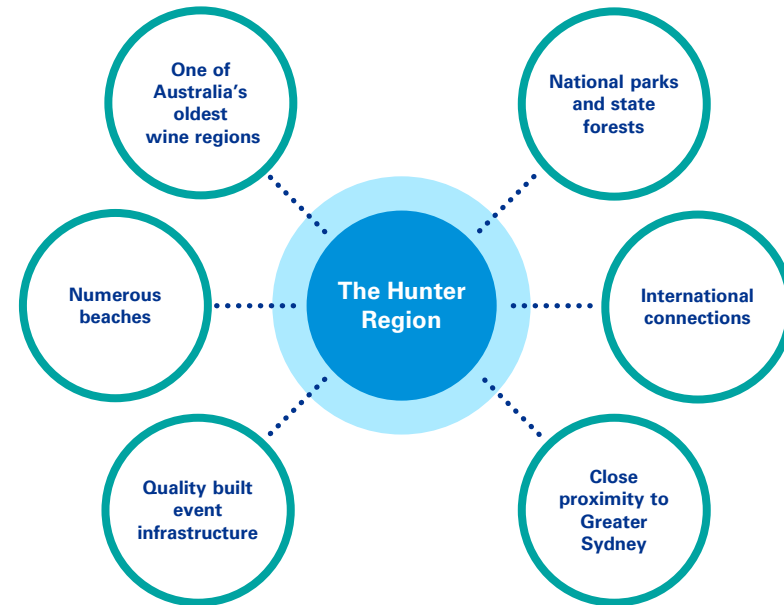 One of
Australia's
oldest
wine regions
National parks
and state
forests
Numerous
beaches
The Hunter
Region
International
connections
Quality built
event
infrastructure
Close
proximity to
Greater
Sydney